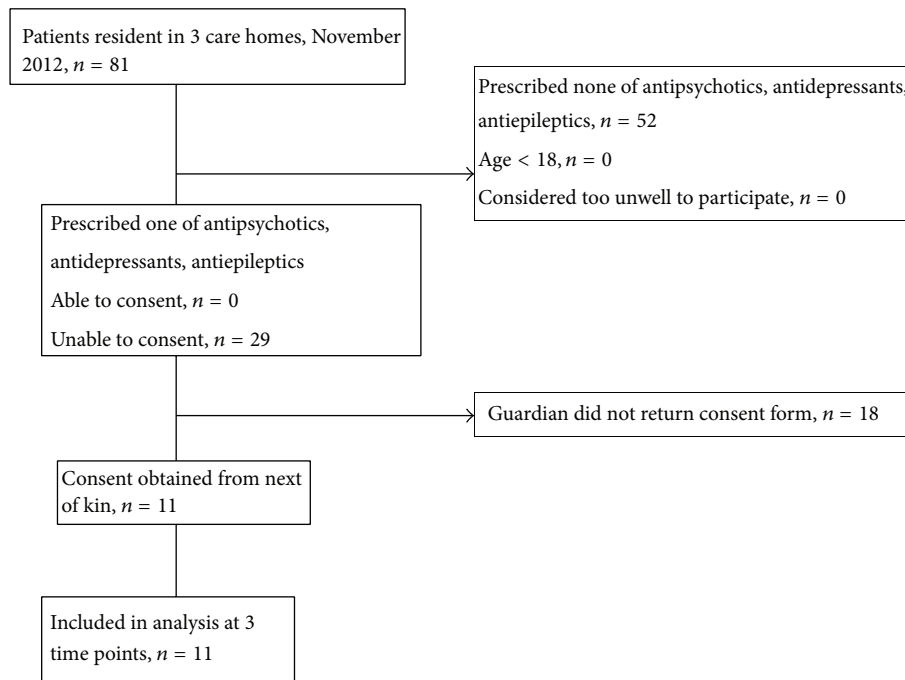 Patients resident in 3 care homes, November
2012, n = 81
Prescribed none of antipsychotics, antidepressants,
antiepileptics, n = 52
Age < 18, n = 0
Considered too unwell to participate, n = 0
Prescribed one of antipsychotics,
antidepressants, antiepileptics
Able to consent, n = 0
Unable to consent, n = 29
Guardian did not return consent form, n = 18
Consent obtained from next
of kin, n = 11
Included in analysis at 3
time points, n = 11